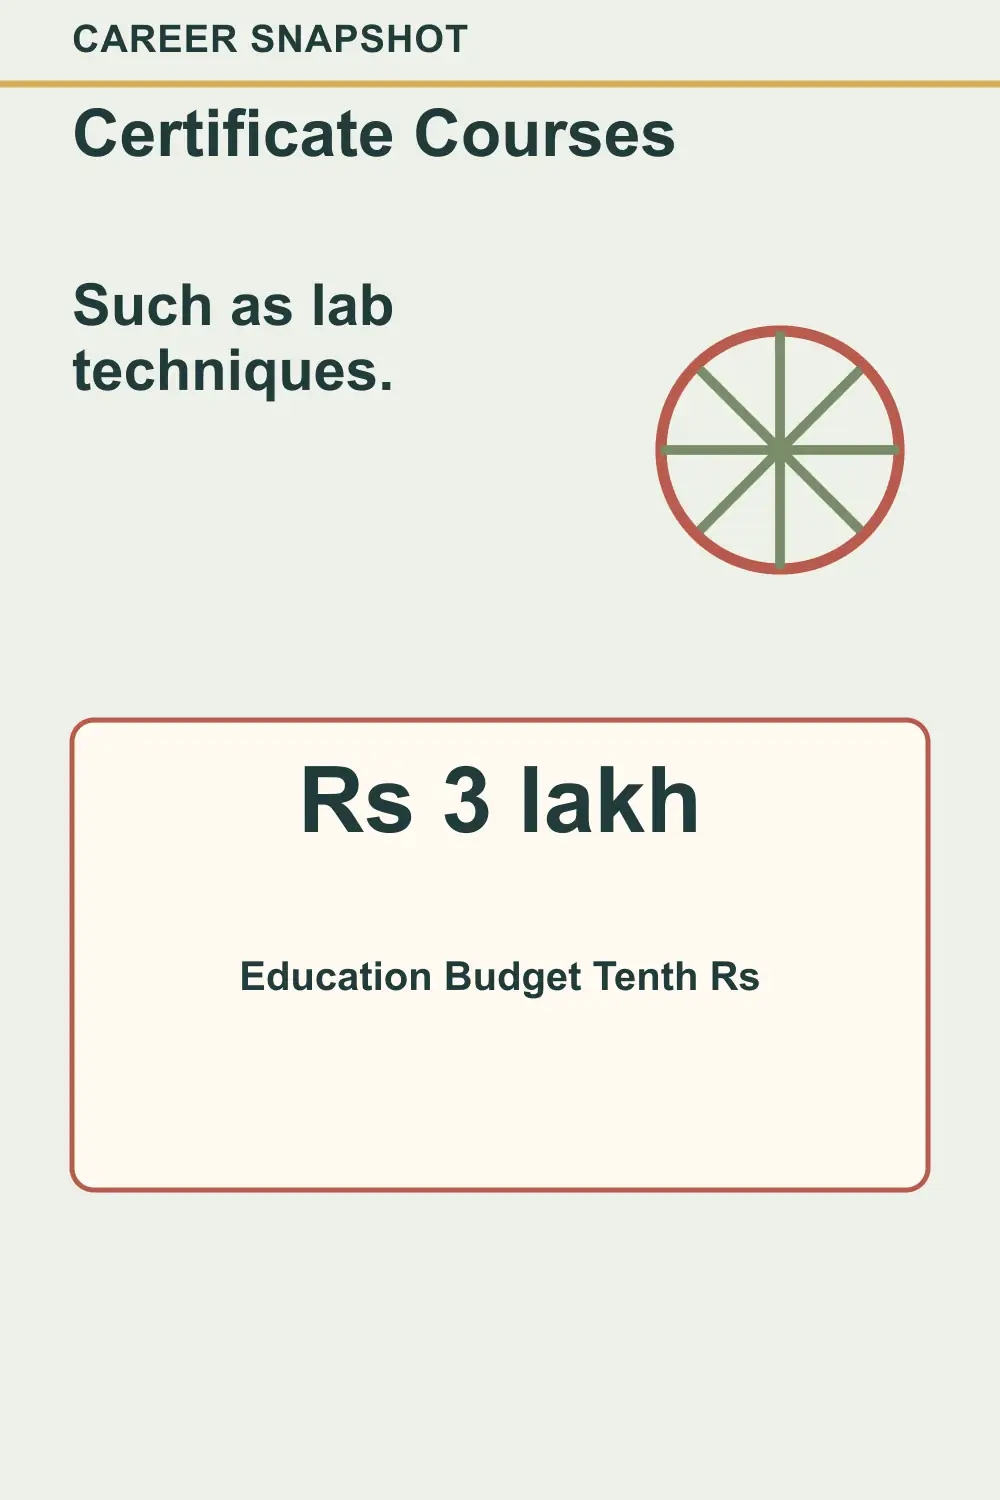 CAREER SNAPSHOT
Certificate Courses
Such as lab
techniques.
Rs 3 lakh
Education Budget Tenth Rs